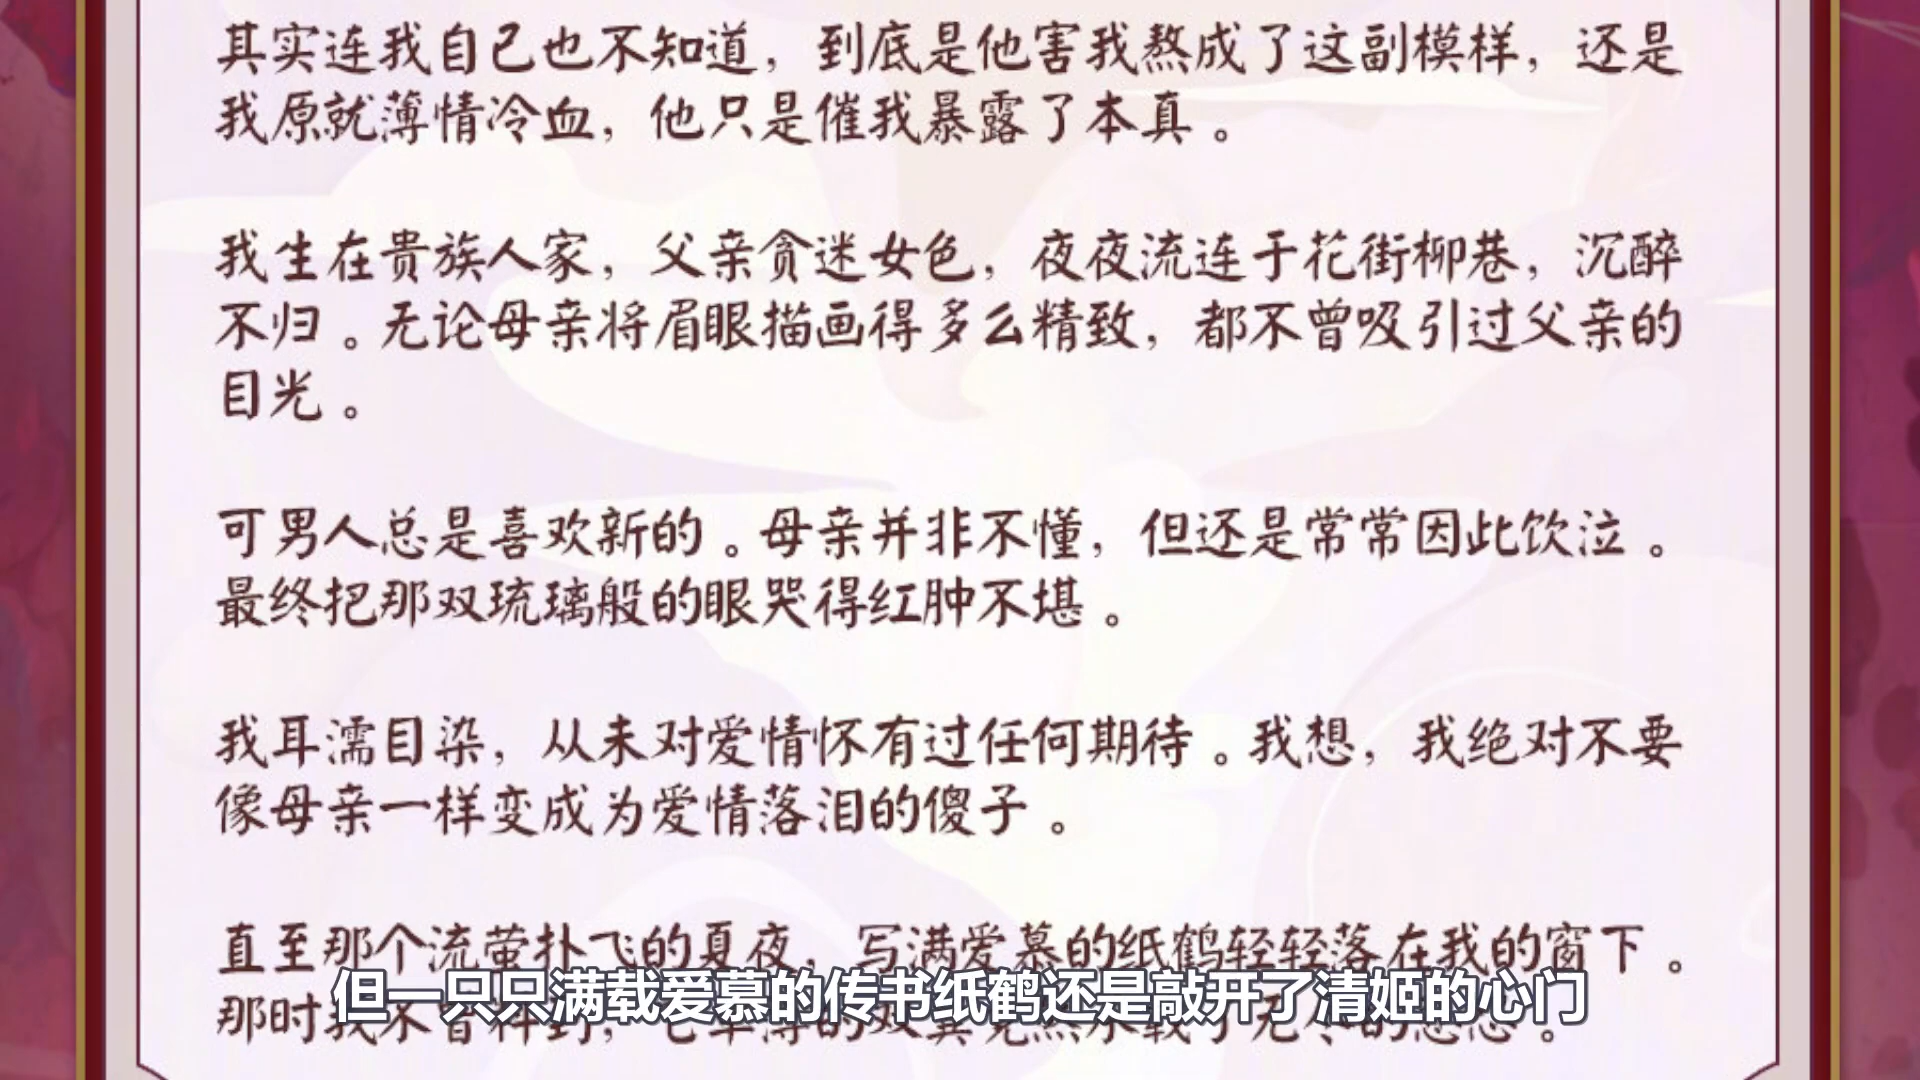 其实连我自己也不知道，到底是他害我熬成了这副模样，还是
我原就薄情冷血，他只是催我暴露了本真。
我生在贵族人家，父亲贪迷女色，夜夜流连于花街柳巷，沉醉
不归。无论母亲将眉眼描画得多么精致，都不曾吸引过父亲的
目光。
可男人总是喜欢新的。母亲并非不懂，但还是常常因此饮泣。
最终把那双琉璃般的眼哭得红肿不堪。
我耳濡目染，从未对爱情怀有过任何期待。我想，我绝对不要
像母亲一样变成为爱情落泪的傻子。
直至那个流萤扑飞的夏夜，写满爱慕的纸鹤轻轻落在我的窗下。
那时我不曾料到，
但一只只满载爱慕的传书纸鹤还是敲开了清姬的心门